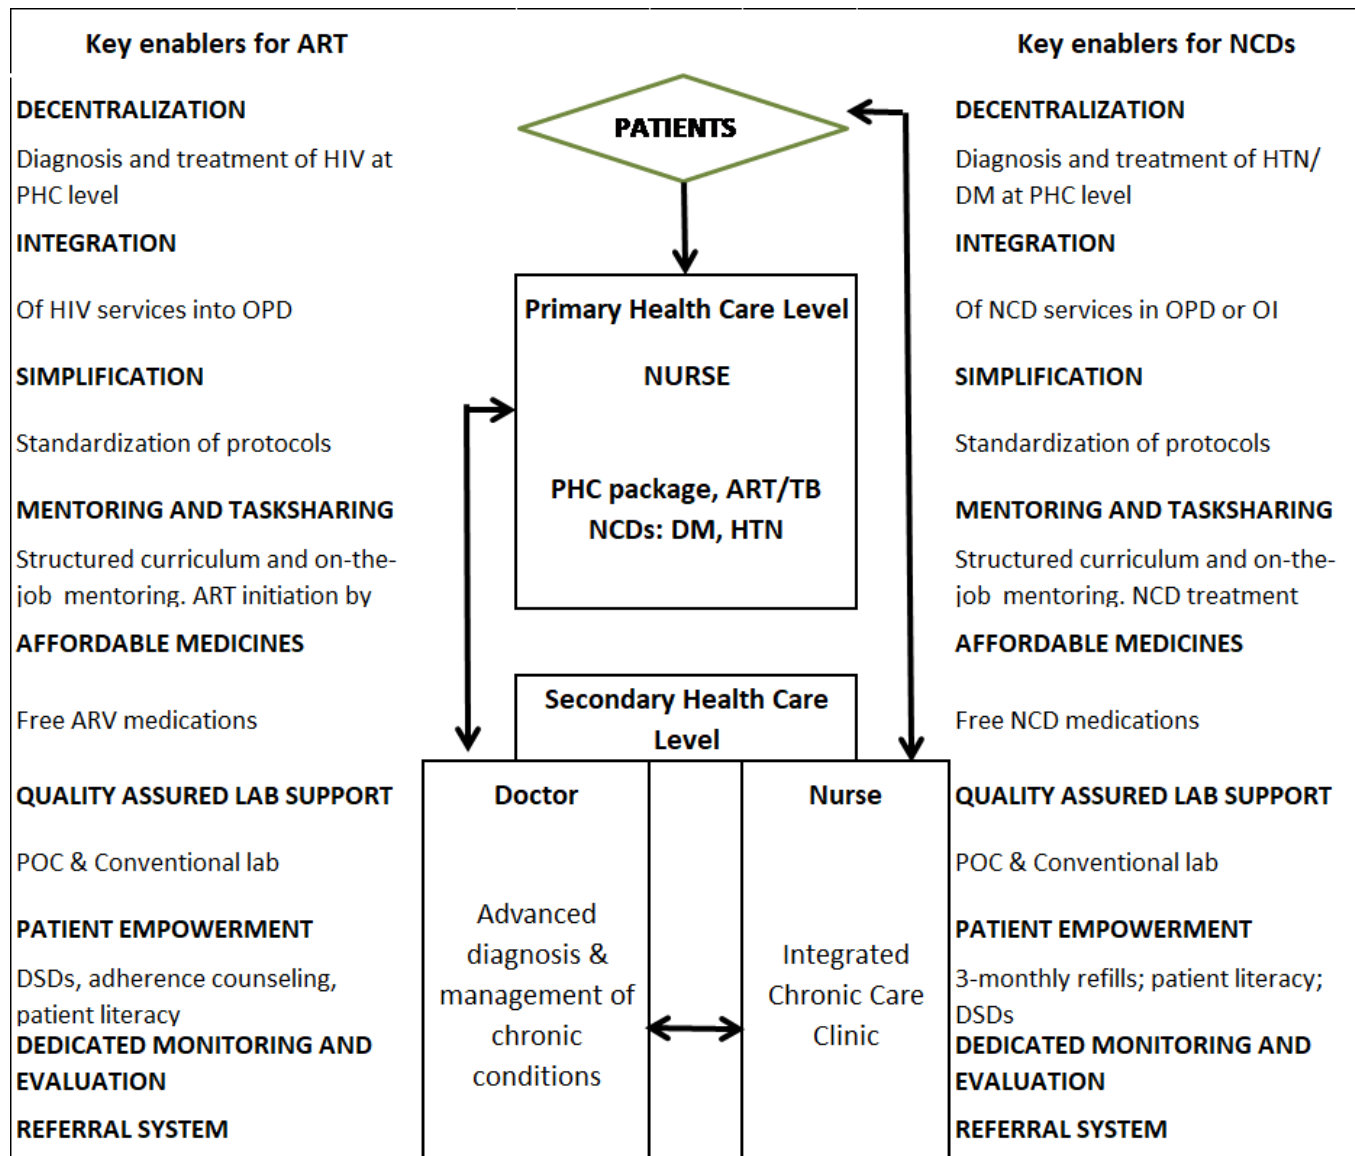 Key enablers for ART
DECENTRALIZATION
Diagnosis and treatment of HIV at
PHC level
INTEGRATION
Of HIV services into OPD
SIMPLIFICATION
Standardization of protocols
MENTORING AND TASKSHARING
Structured curriculum and on-the-
job mentoring. ART initiation by
AFFORDABLE MEDICINES
Free ARV medications
QUALITY ASSURED LAB SUPPORT
POC & Conventional lab
PATIENT EMPOWERMENT
DSDs, adherence counseling,
patient literacy
DEDICATED MONITORING AND
EVALUATION
REFERRAL SYSTEM
PATIENTS
Primary Health Care Level
NURSE
PHC package, ART/TB
NCDs: DM, HTN
Secondary Health Care
Level
Doctor
Advanced
diagnosis &
management of
chronic
conditions
Nurse
Integrated
Chronic Care
Clinic
Key enablers for NCDs
DECENTRALIZATION
Diagnosis and treatment of HTN/
DM at PHC level
INTEGRATION
Of NCD services in OPD or OI
SIMPLIFICATION
Standardization of protocols
MENTORING AND TASKSHARING
Structured curriculum and on-the-
job mentoring. NCD treatment
AFFORDABLE MEDICINES
Free NCD medications
QUALITY ASSURED LAB SUPPORT
POC & Conventional lab
PATIENT EMPOWERMENT
3-monthly refills; patient literacy;
DSDs
DEDICATED MONITORING AND
EVALUATION
REFERRAL SYSTEM